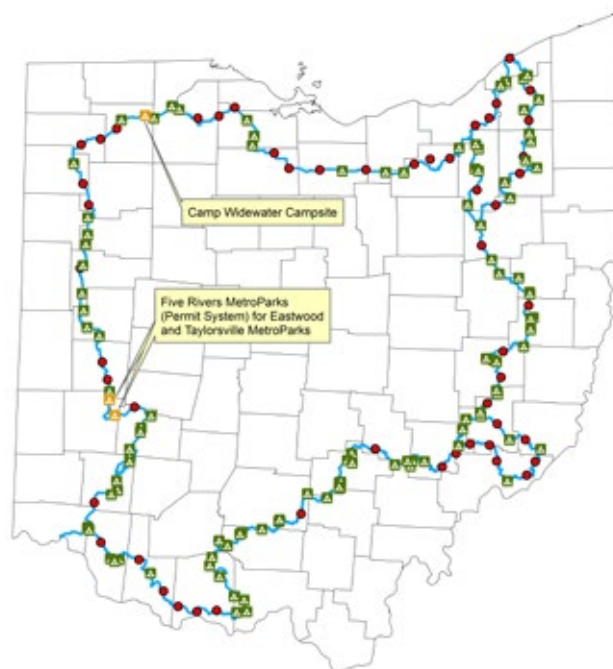 Camp Widewater Campsite
Five Rivers MetroParks
(Permit System) for Eastwood
and Taylorsville MetroParks